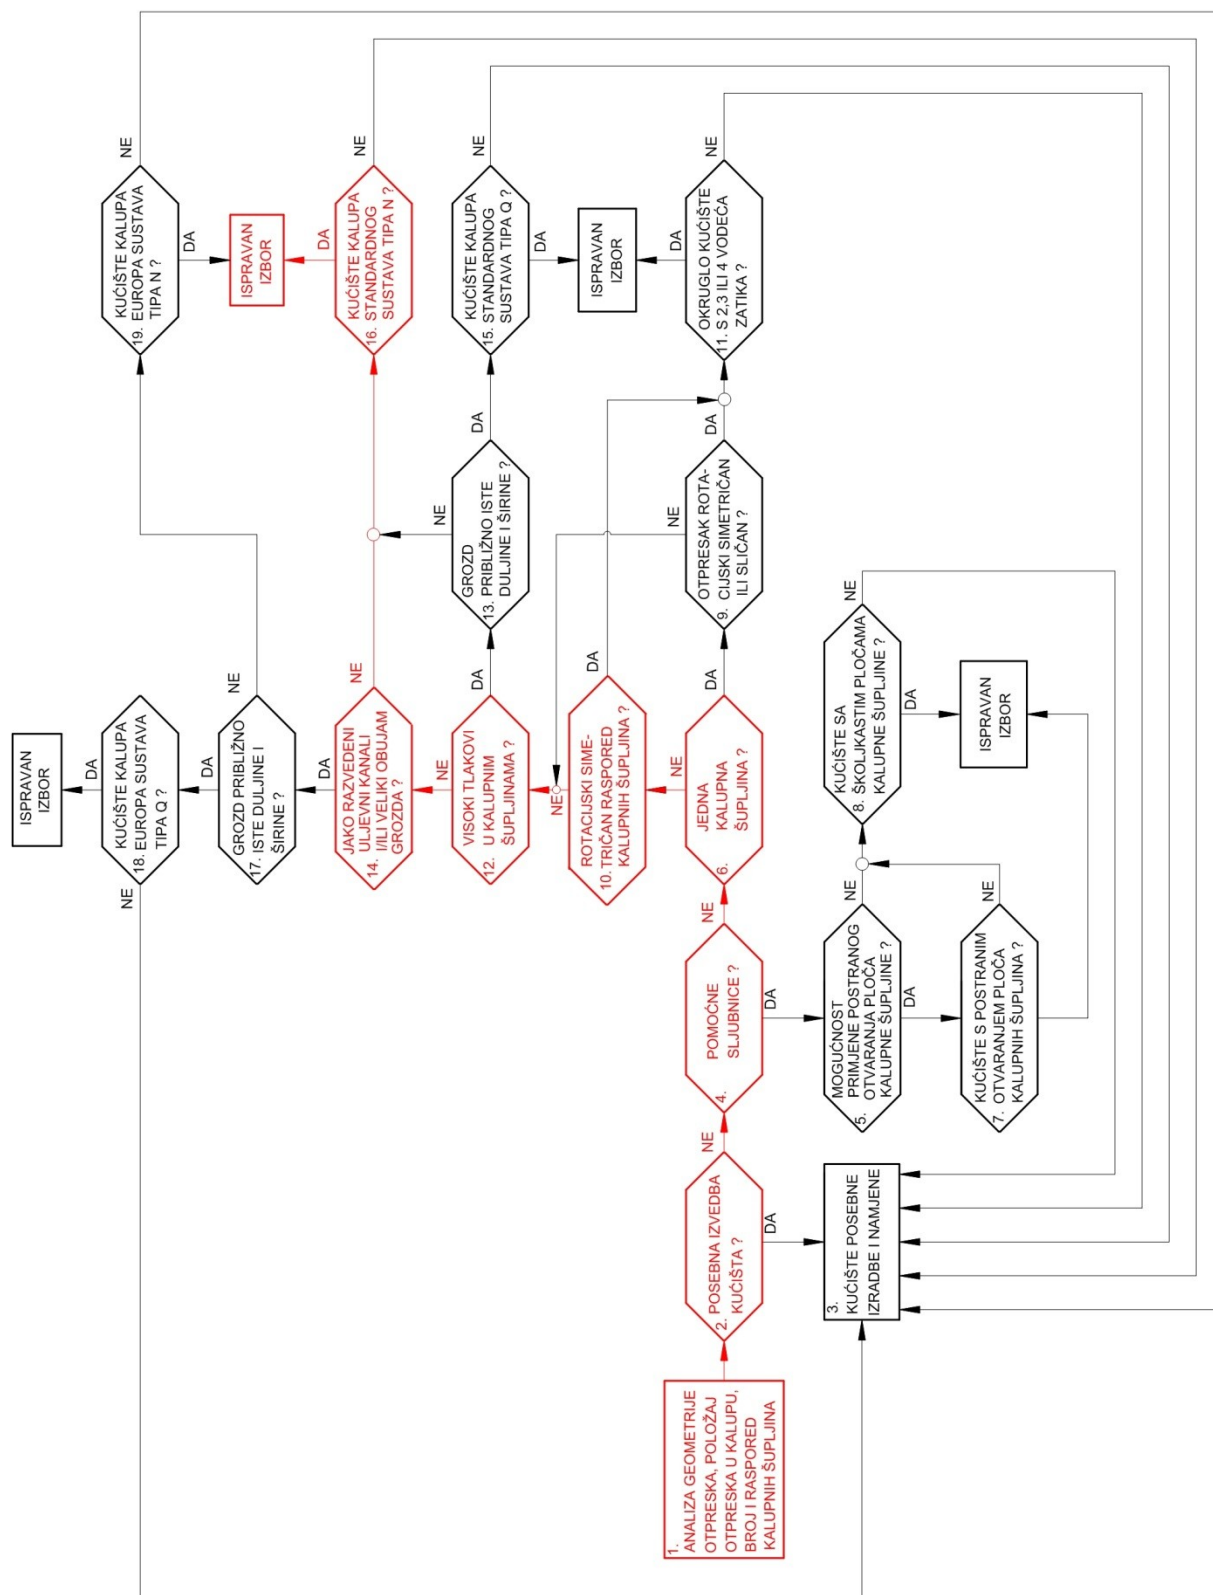 1.
ANALIZA GEOMETRIJE
OTPRESKA, POLOŽAJ
OTPRESKA U KALUPU,
BROJ I RASPORED
KALUPNIH ŠUPLJINA
2. POSEBNA IZVEDBA
KUĆIŠTA ?
NE
DA
3.
KUĆIŠTE POSEBNE
IZRADBE I NAMJENE
4. POMOĆNE
SLJUBNICE ?
NE
DA
MOGUĆNOST
PRIMJENE POSTRANOG
5. OTVARANJA PLOČA
KALUPNE ŠUPLJINE ?
NE
DA
JEDNA
6. KALUPNA
ŠUPLJINA ?
NE
DA
KUĆIŠTE S POSTRANIM
7. OTVARANJEM PLOČA
KALUPNIH ŠUPLJINA ?
NE
KUĆIŠTE SA
8. ŠKOLJKASTIM PLOČAMA
KALUPNE ŠUPLJINE ?
NE
DA
ISPRAVAN
IZBOR
OTPRESAK ROTA-
9. CIJSKI SIMETRIČAN
ILI SLIČAN ?
NE
DA
ROTACIJSKI SIME-
10. TRIČAN RASPORED
KALUPNIH ŠUPLJINA ?
NE
DA
OKRUGLO KUĆIŠTE
11. S 2,3 ILI 4 VODEĆA
ZATIKA ?
NE
DA
ISPRAVAN
IZBOR
VISOKI TLAKOVI
12. U KALUPNIM
ŠUPLJINAMA ?
NE
DA
GROZD
13. PRIBLIŽNO ISTE
DULJINE I ŠIRINE ?
NE
DA
JAKO RAZVEDENI
ULJEVNI KANALI
14. I/ILI VELIKI OBUJAM
GROZDA ?
NE
DA
KUĆIŠTE KALUPA
15. STANDARDNOG
SUSTAVA TIPA Q ?
NE
DA
KUĆIŠTE KALUPA
16. STANDARDNOG
SUSTAVA TIPA N ?
NE
DA
ISPRAVAN
IZBOR
GROZD PRIBLIŽNO
17. ISTE DULJINE I
ŠIRINE ?
NE
DA
KUĆIŠTE KALUPA
18. EUROPA SUSTAVA
TIPA Q ?
NE
DA
ISPRAVAN
IZBOR
KUĆIŠTE KALUPA
19. EUROPA SUSTAVA
TIPA N ?
NE
DA